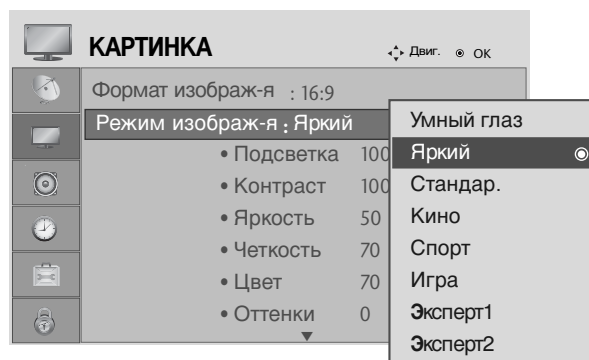 КАРТИНКА
Двиг. ОК
Формат изображ-я : 16:9
Режим изображ-я : Яркий
• Подсветка 100
• Контраст 100
• Яркость 50
• Четкость 70
• Цвет 70
• Оттенки 0
Умный глаз
Яркий
Стандар.
Кино
Спорт
Игра
Эксперт1
Эксперт2